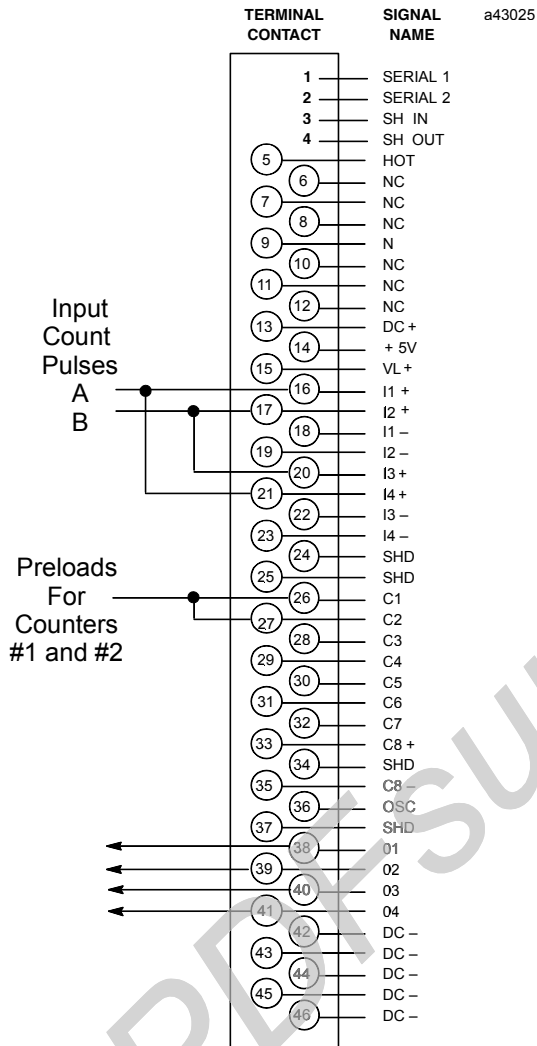 TERMINAL CONTACT SIGNAL NAME a43025
1 SERIAL 1
2 SERIAL 2
3 SH IN
4 SH OUT
5 HOT
6 NC
7 NC
8 NC
9 N
10 NC
11 NC
12 NC
Input Count Pulses
13 DC +
14 + 5V
15 VL +
A 16 I1 +
B 17 I2 +
18 I1 –
19 I2 –
20 I3 +
21 I4 +
22 I3 –
23 I4 –
24 SHD
25 SHD
Preloads For Counters #1 and #2
26 C1
27 C2
28 C3
29 C4
30 C5
31 C6
32 C7
33 C8 +
34 SHD
35 C8 –
36 OSC
37 SHD
38 01
39 02
40 03
41 04
42 DC –
43 DC –
44 DC –
45 DC –
46 DC –